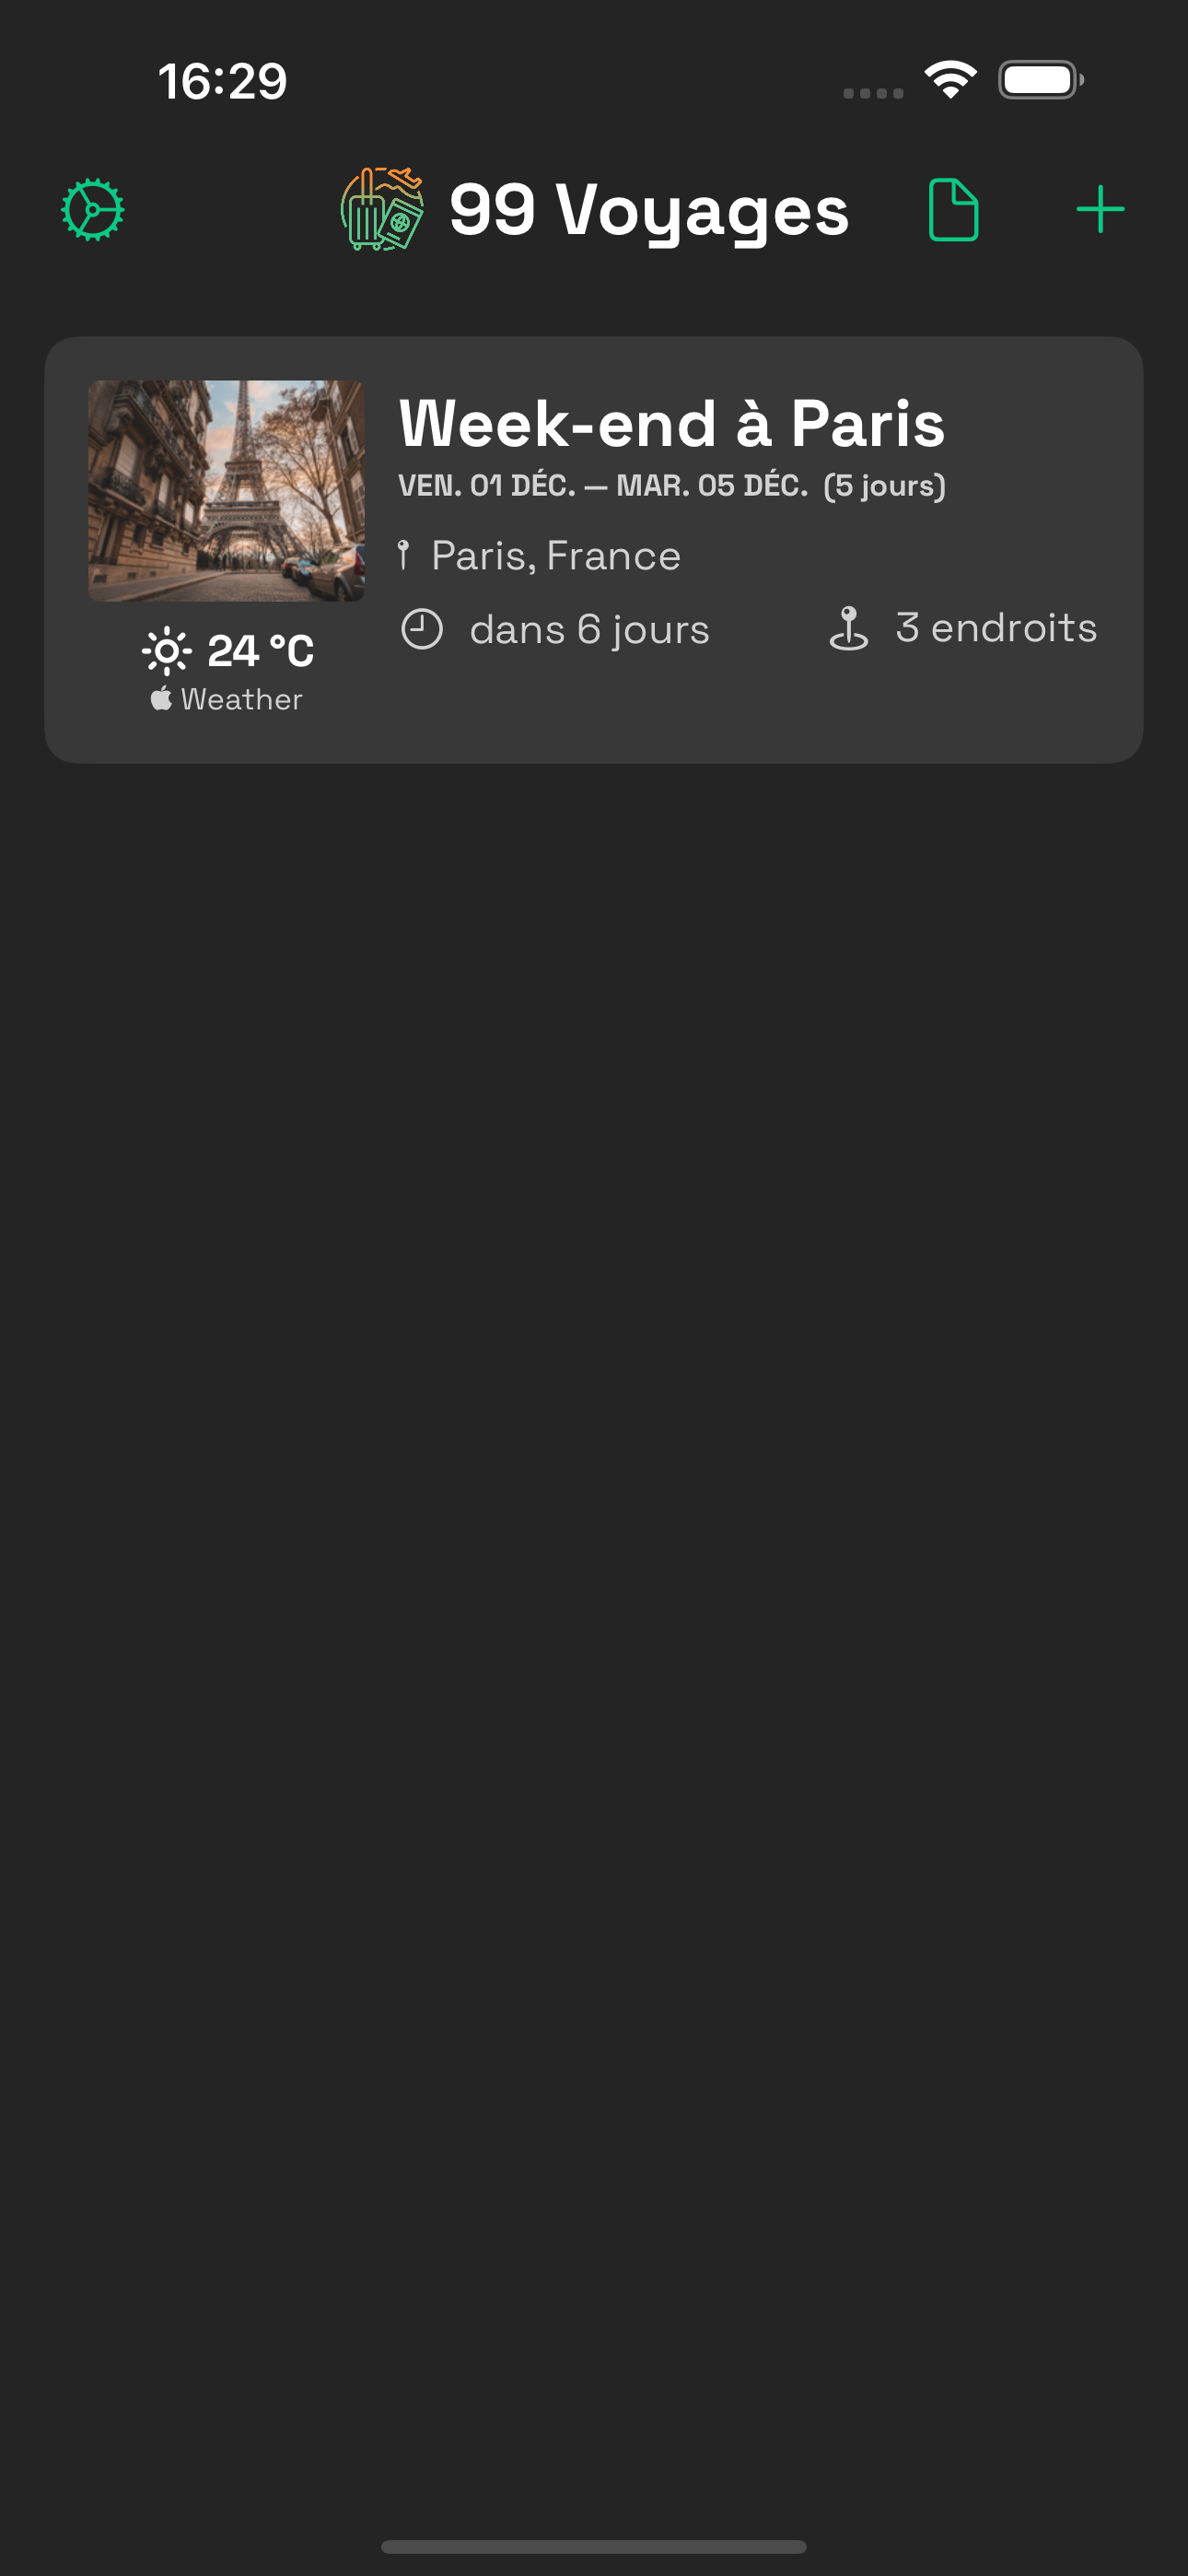 16:29
99 Voyages
Week-end à Paris
VEN. 01 DÉC. — MAR. 05 DÉC. (5 jours)
Paris, France
dans 6 jours
3 endroits
24 °C
Weather